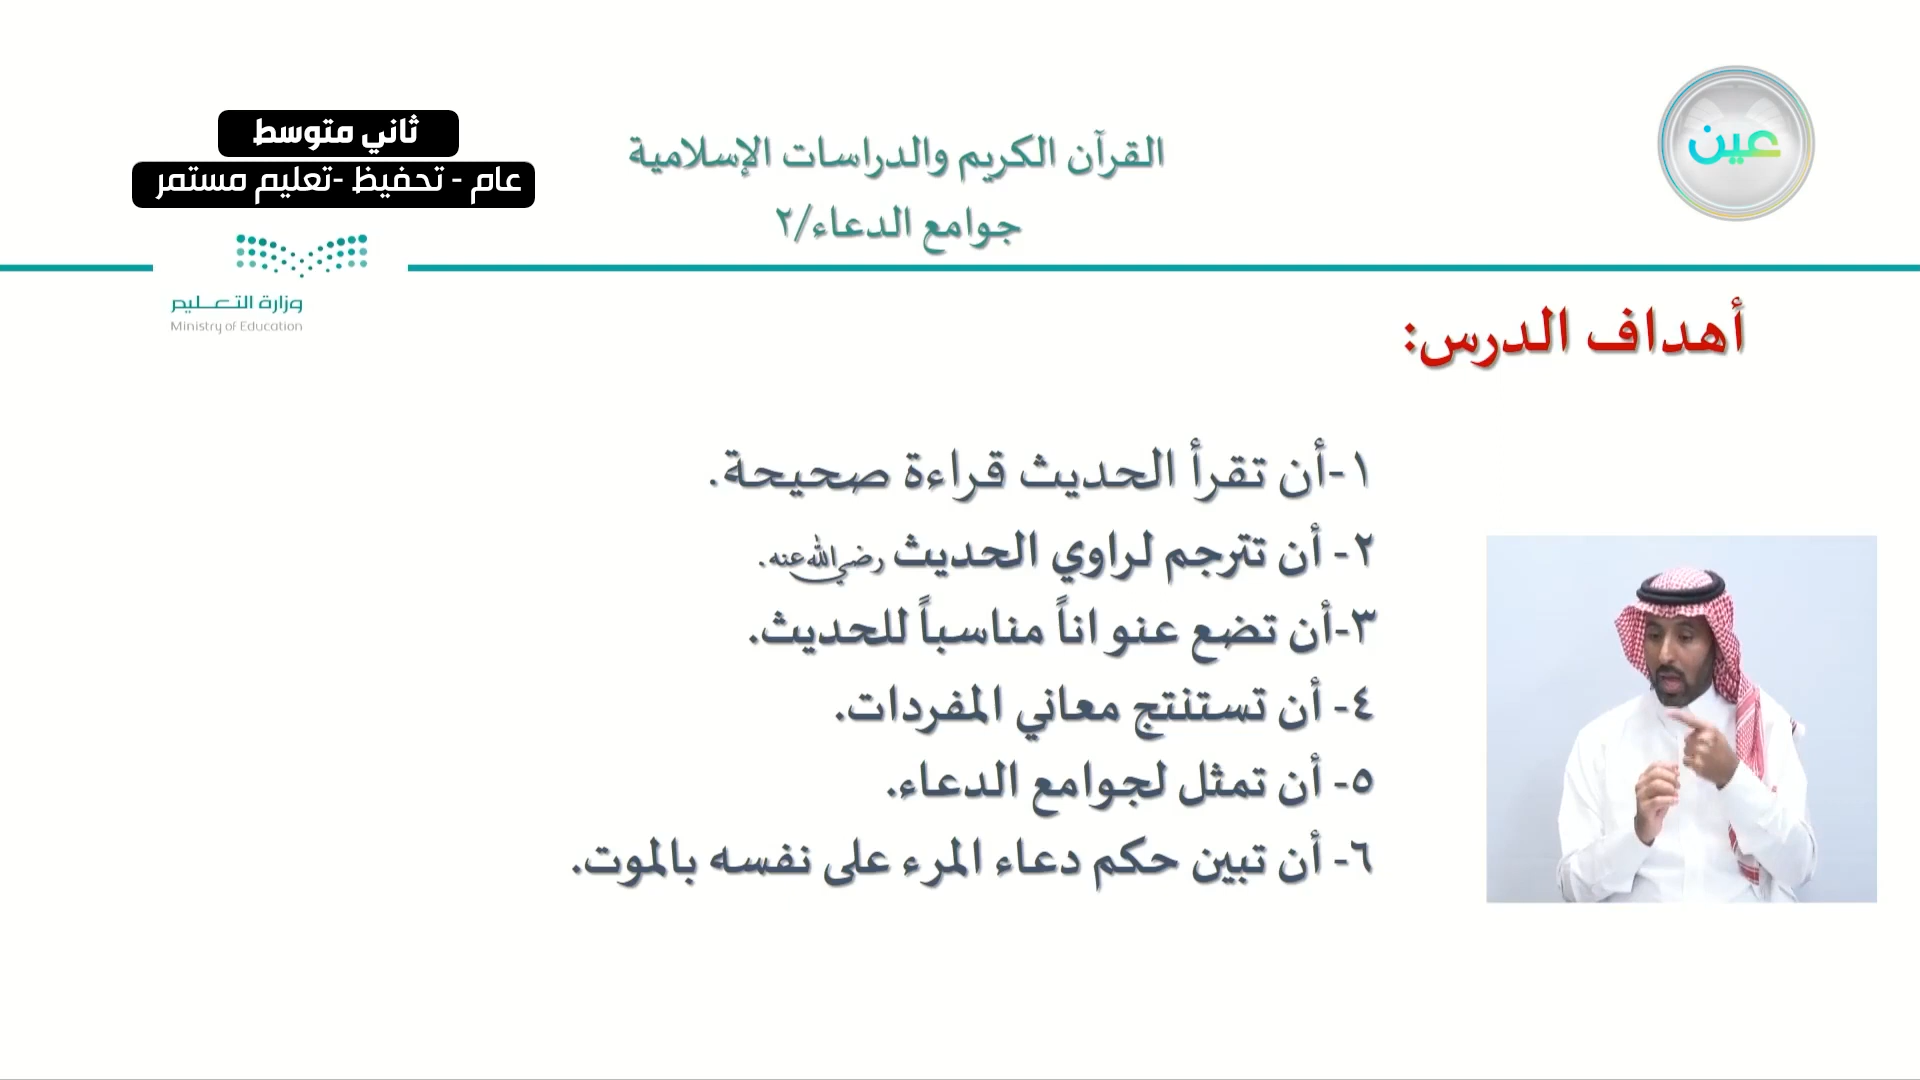 عين
ثاني متوسط
عام - تحفيظ -تعليم مستمر
القرآن الكريم والدراسات الإسلامية
جوامع الدعاء/٢
وزارة التعـــليم
Ministry of Education
أهداف الدرس:
١-أن تقرأ الحديث قراءة صحيحة.
٢- أن تترجم لراوي الحديث رضي الله عنه.
٣-أن تضع عنواناً مناسباً للحديث.
٤- أن تستنتج معاني المفردات.
٥- أن تمثل لجوامع الدعاء.
٦- أن تبين حكم دعاء المرء على نفسه بالموت.